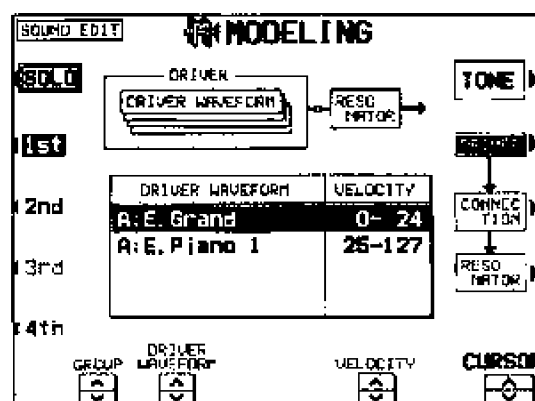 SOUND EDIT
MODELING
SOLO
DRIVER
TONE
DRIVER WAVEFORM
RESO
NATOR
1st
DRIVER WAVEFORM VELOCITY
2nd
A:E.Grand 0- 24
CONNEC
TION
A:E.Piano 1 25-127
3rd
RESO
NATOR
4th
GROUP
DRIVER
WAVEFORM
VELOCITY
CURSOR